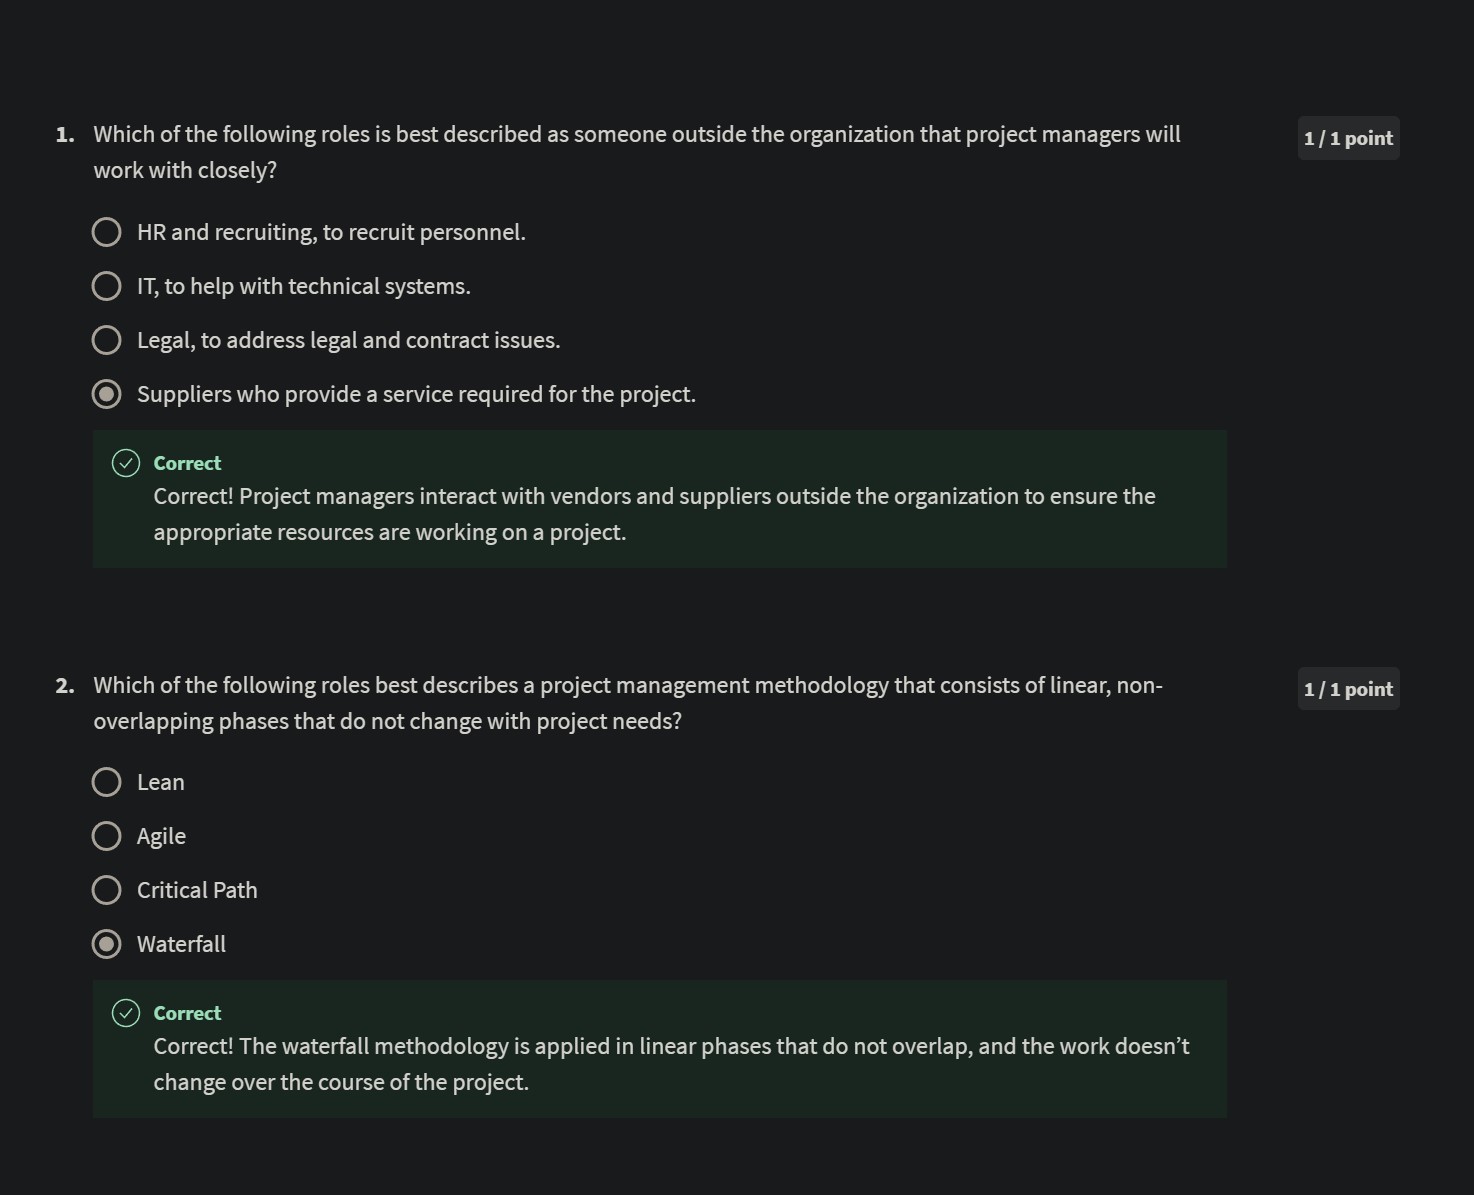 1. Which of the following roles is best described as someone outside the organization that project managers will
work with closely?
1 / 1 point
HR and recruiting, to recruit personnel.
IT, to help with technical systems.
Legal, to address legal and contract issues.
Suppliers who provide a service required for the project.
Correct
Correct! Project managers interact with vendors and suppliers outside the organization to ensure the
appropriate resources are working on a project.
2. Which of the following roles best describes a project management methodology that consists of linear, non-
overlapping phases that do not change with project needs?
1 / 1 point
Lean
Agile
Critical Path
Waterfall
Correct
Correct! The waterfall methodology is applied in linear phases that do not overlap, and the work doesn’t
change over the course of the project.